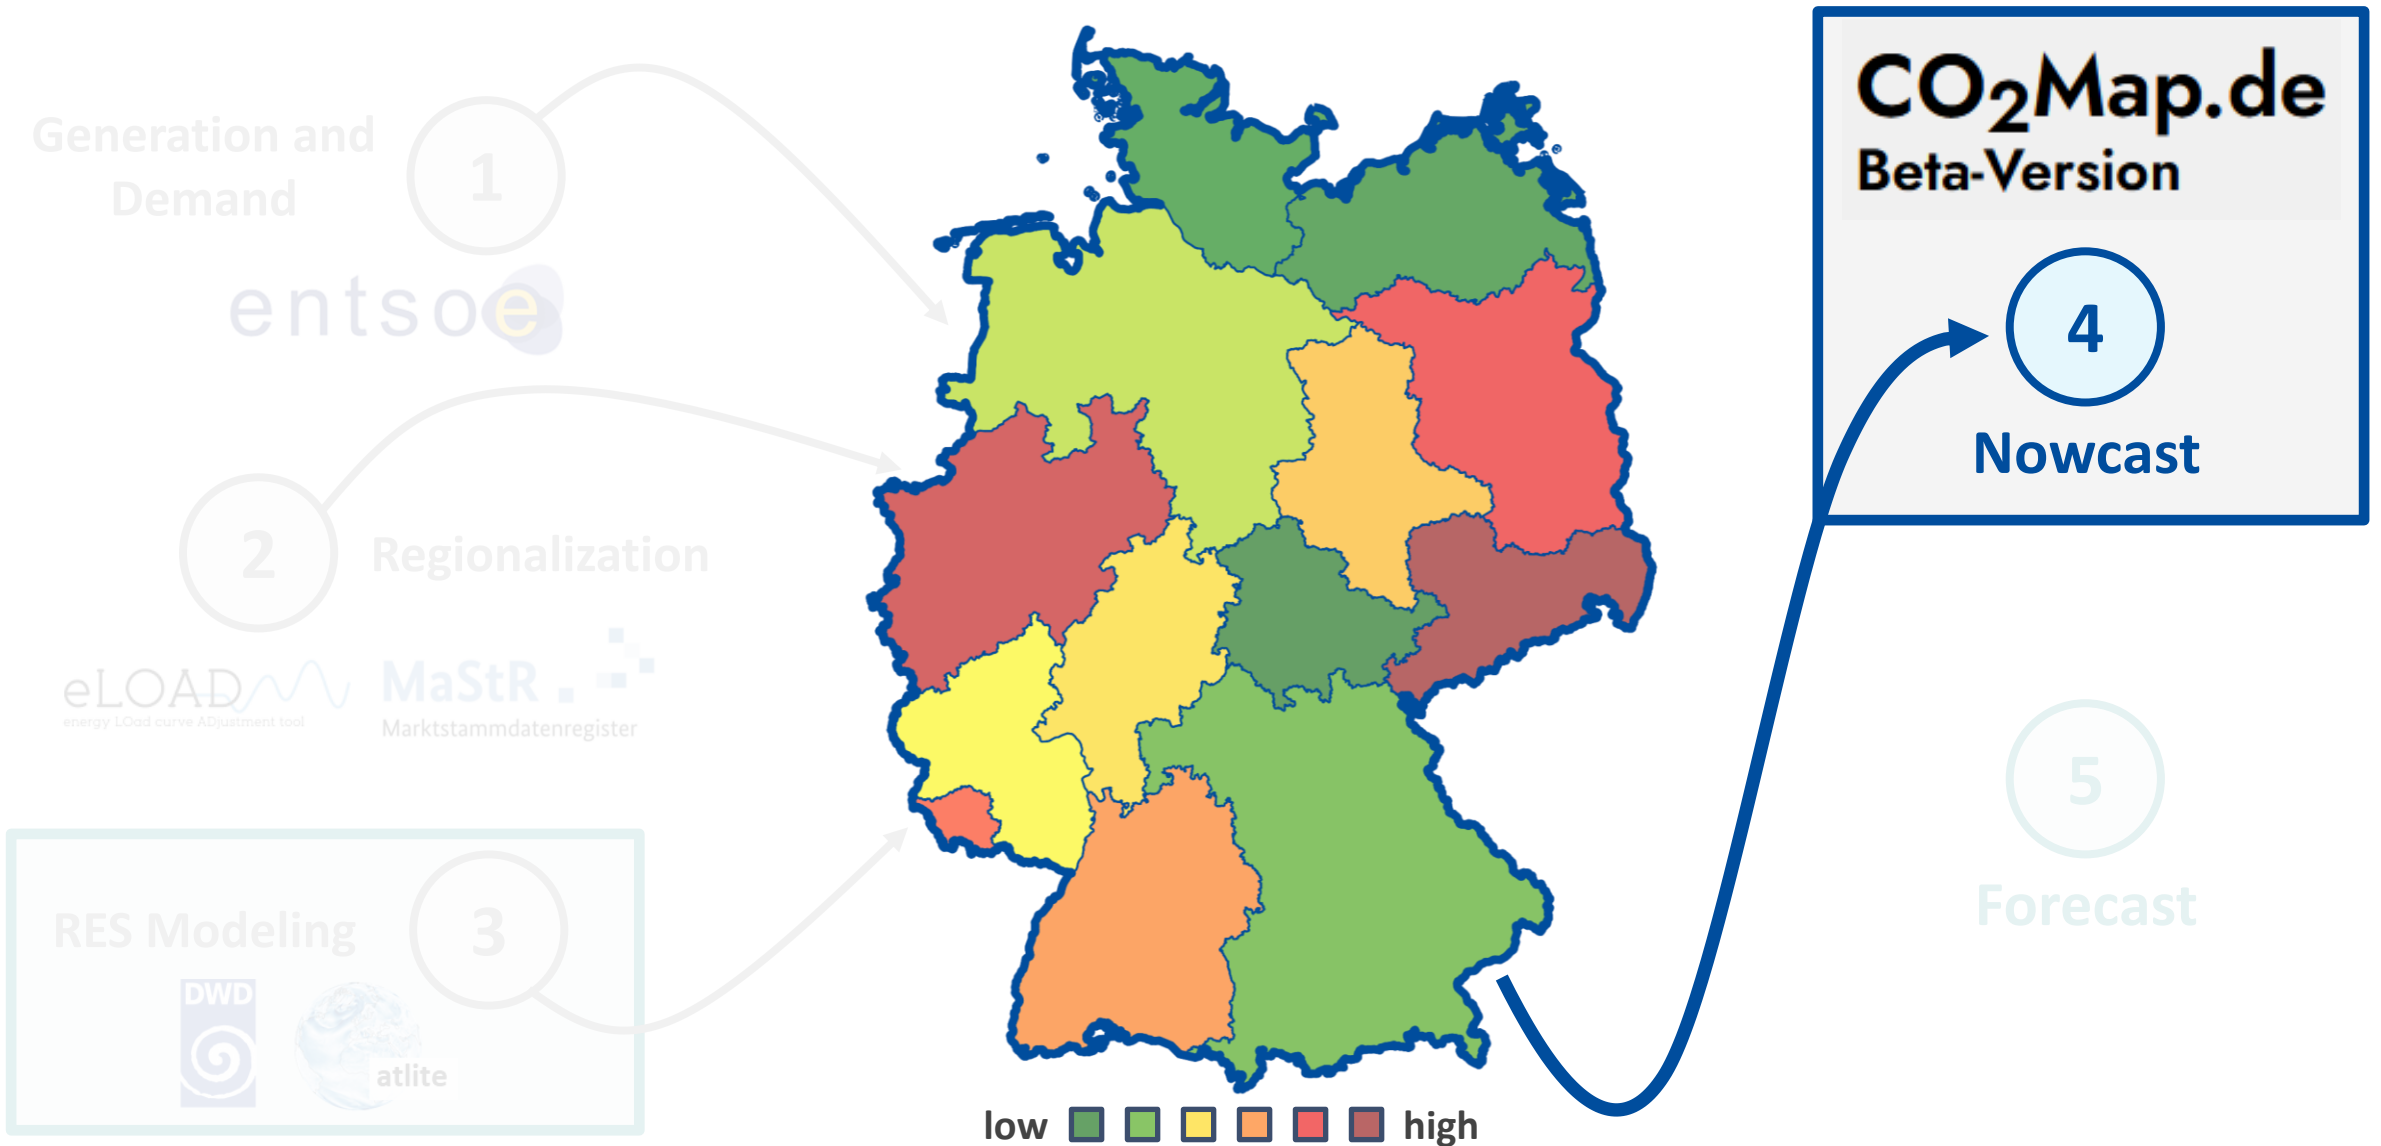 Generation and
Demand
1
entsoe
2
Regionalization
eLOAD
energy LOad curve ADjustment tool
MaStR
Marktstammdatenregister
RES Modeling
3
DWD
atlite
low
high
CO₂Map.de
Beta-Version
4
Nowcast
5
Forecast